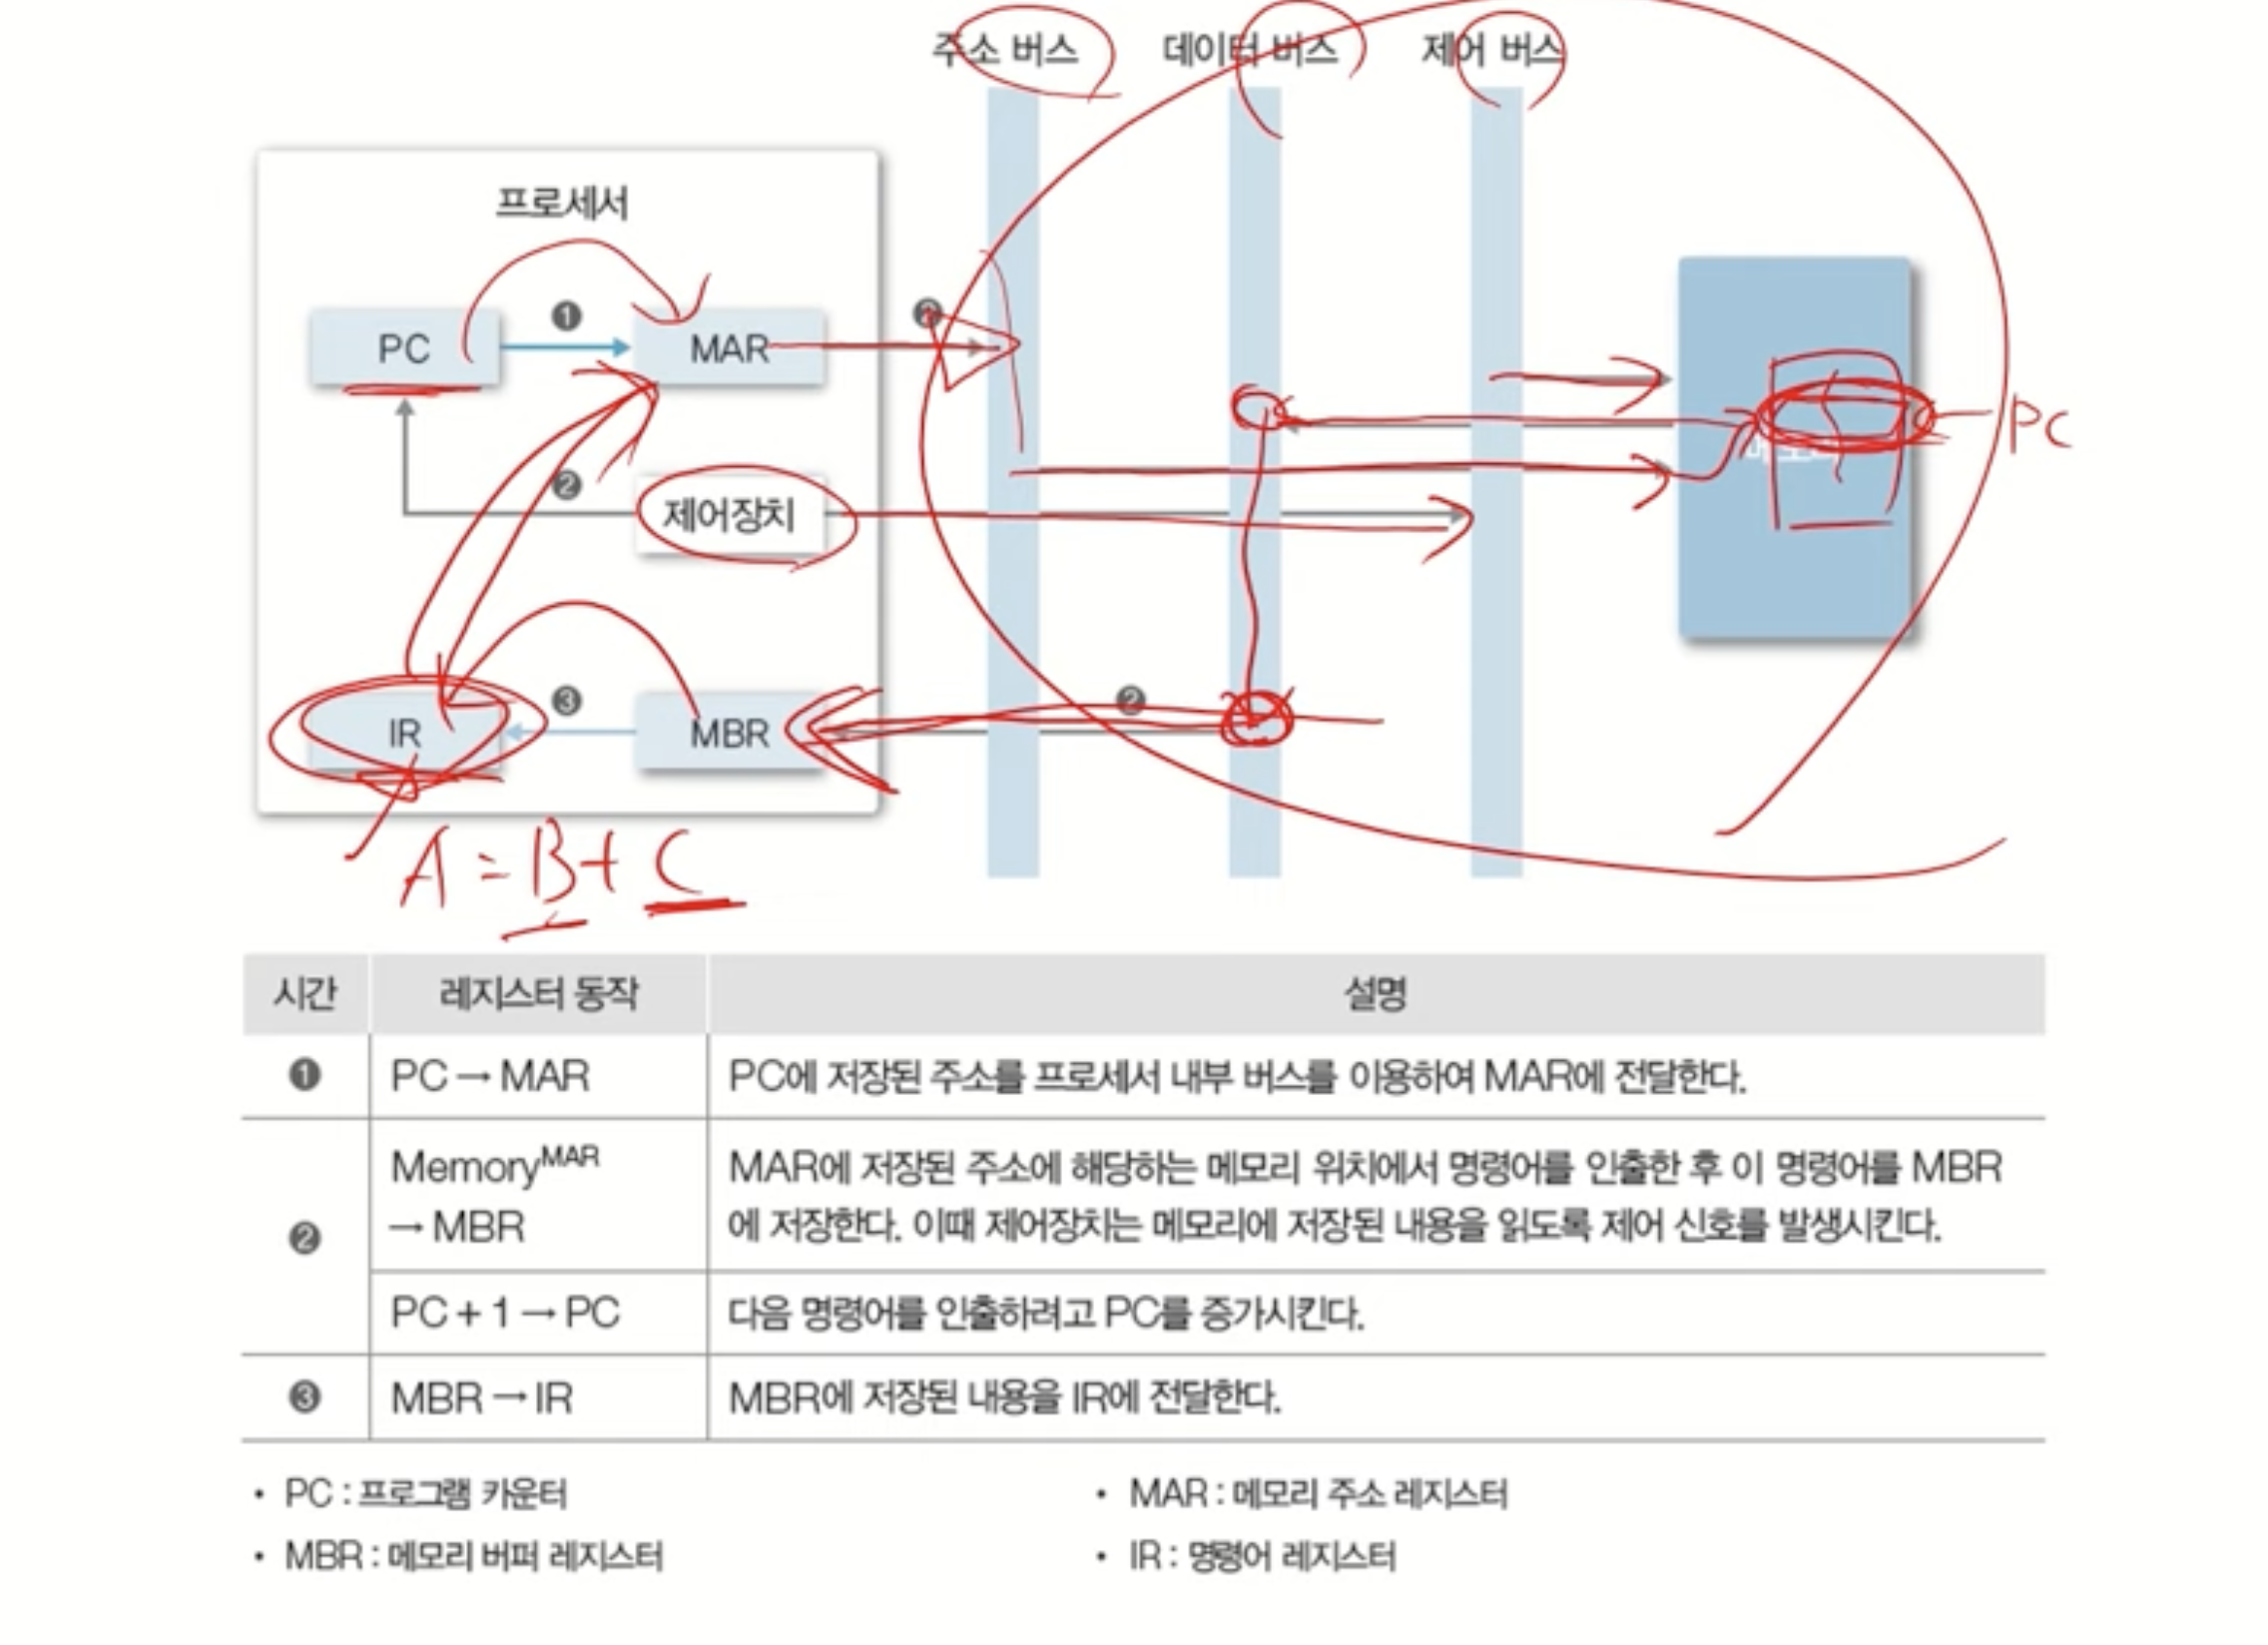 주소 버스 데이터 버스 제어 버스
프로세서
PC ❶ MAR ❷
PC
❷ 제어장치
IR ❸ MBR ❷
A = B + C
시간 레지스터 동작 설명
❶ PC → MAR PC에 저장된 주소를 프로세서 내부 버스를 이용하여 MAR에 전달한다.
❷ Memory^MAR MAR에 저장된 주소에 해당하는 메모리 위치에서 명령어를 인출한 후 이 명령어를 MBR
→ MBR 에 저장한다. 이때 제어장치는 메모리에 저장된 내용을 읽도록 제어 신호를 발생시킨다.
PC + 1 → PC 다음 명령어를 인출하려고 PC를 증가시킨다.
❸ MBR → IR MBR에 저장된 내용을 IR에 전달한다.
• PC : 프로그램 카운터 • MAR : 메모리 주소 레지스터
• MBR : 메모리 버퍼 레지스터 • IR : 명령어 레지스터